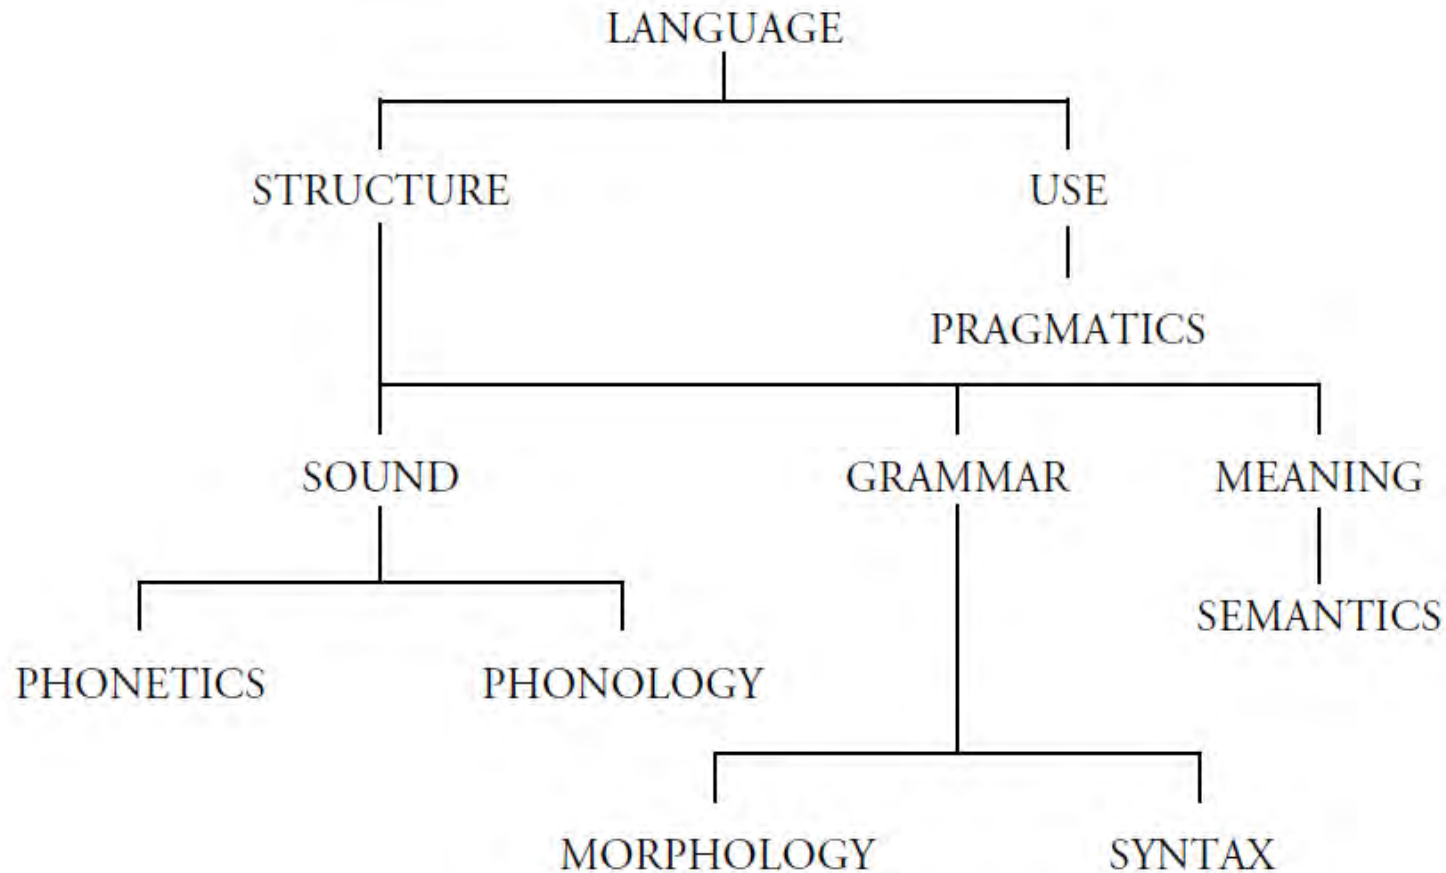 LANGUAGE
STRUCTURE USE
PRAGMATICS
SOUND GRAMMAR MEANING
SEMANTICS
PHONETICS PHONOLOGY
MORPHOLOGY SYNTAX